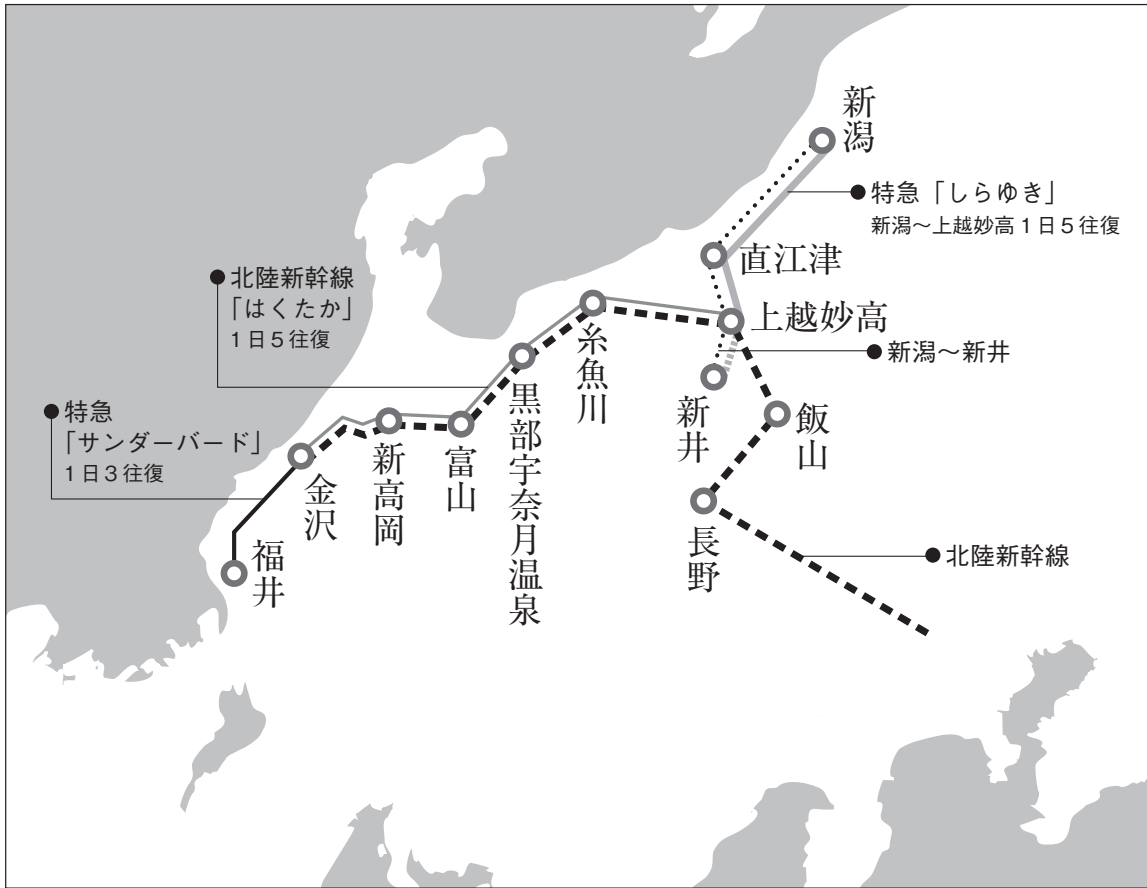 新潟
特急「しらゆき」
新潟〜上越妙高1日5往復
直江津
北陸新幹線
「はくたか」
1日5往復
上越妙高
新潟〜新井
糸魚川
黒部宇奈月温泉
新井
飯山
特急
「サンダーバード」
1日3往復
富山
新高岡
金沢
長野
福井
北陸新幹線